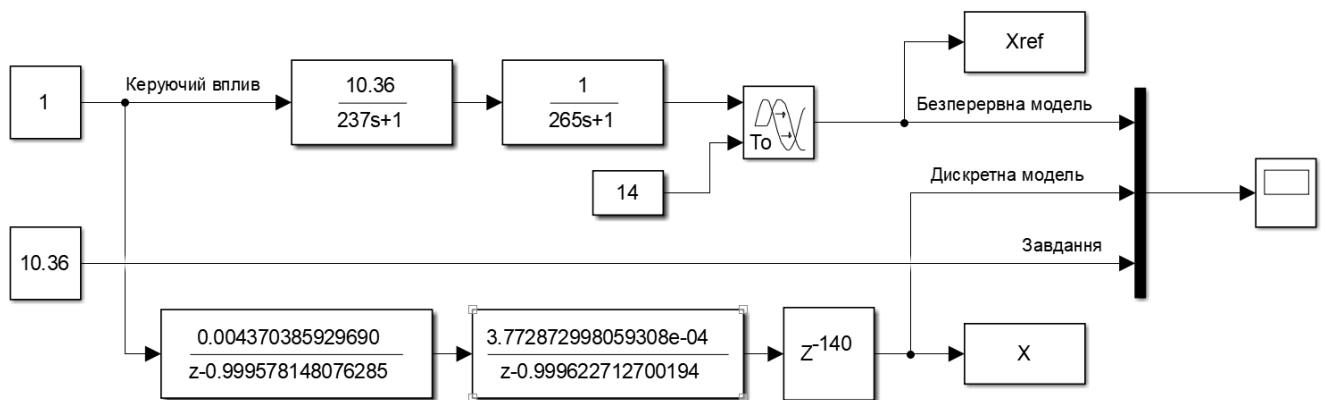 Xref
1
Керуючий вплив
10.36
237s+1
1
265s+1
To
Безперервна модель
14
Дискретна модель
Завдання
10.36
0.004370385929690
z-0.999578148076285
3.772872998059308e-04
z-0.999622712700194
Z-140
X